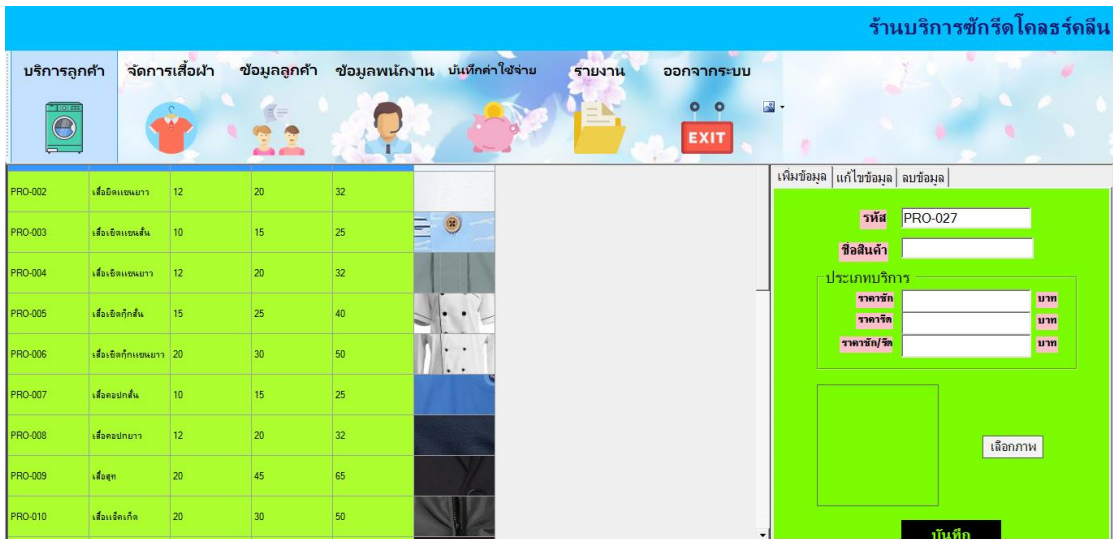 ร้านบริการซักรีดโคลธร์คลีน
บริการลูกค้า จัดการเสื้อผ้า ข้อมูลลูกค้า ข้อมูลพนักงาน บันทึกค่าใช้จ่าย รายงาน ออกจากระบบ
EXIT
เพิ่มข้อมูล แก้ไขข้อมูล ลบข้อมูล
PRO-002 เสื้อยืดแขนยาว 12 20 32
PRO-003 เสื้อเชิตแขนสั้น 10 15 25
PRO-004 เสื้อเชิตแขนยาว 12 20 32
PRO-005 เสื้อเชิตกุ๊กสั้น 15 25 40
PRO-006 เสื้อเชิตกุ๊กแขนยาว 20 30 50
PRO-007 เสื้อคอปกสั้น 10 15 25
PRO-008 เสื้อคอปกยาว 12 20 32
PRO-009 เสื้อสูท 20 45 65
PRO-010 เสื้อแจ็คเก็ต 20 30 50
รหัส PRO-027
ชื่อสินค้า
ประเภทบริการ
ราคาซัก บาท
ราคารีด บาท
ราคาซัก/รีด บาท
เลือกภาพ
บันทึก